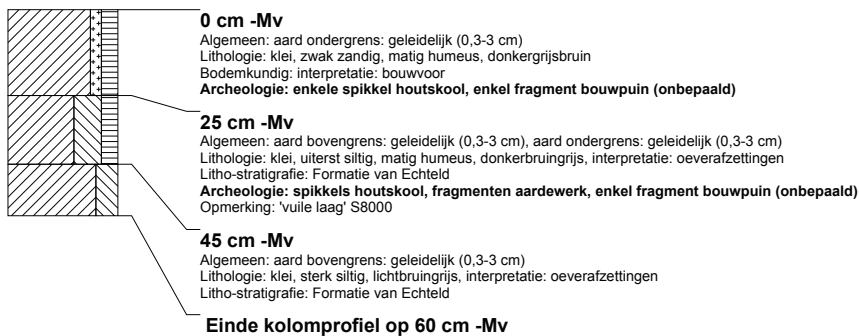 0 cm -Mv
Algemeen: aard ondergrens: geleidelijk (0,3-3 cm)
Lithologie: klei, zwak zandig, matig humeus, donkergrijsbruin
Bodemkundig: interpretatie: bouwvoor
Archeologie: enkele spikkel houtskool, enkel fragment bouwpuin (onbepaald)
25 cm -Mv
Algemeen: aard bovengrens: geleidelijk (0,3-3 cm), aard ondergrens: geleidelijk (0,3-3 cm)
Lithologie: klei, uiterst siltig, matig humeus, donkerbruingrijs, interpretatie: oeverafzettingen
Litho-stratigrafie: Formatie van Echteld
Archeologie: spikkels houtskool, fragmenten aardewerk, enkel fragment bouwpuin (onbepaald)
Opmerking: 'vuile laag' S8000
45 cm -Mv
Algemeen: aard bovengrens: geleidelijk (0,3-3 cm)
Lithologie: klei, sterk siltig, lichtbruingrijs, interpretatie: oeverafzettingen
Litho-stratigrafie: Formatie van Echteld
Einde kolomprofiel op 60 cm -Mv